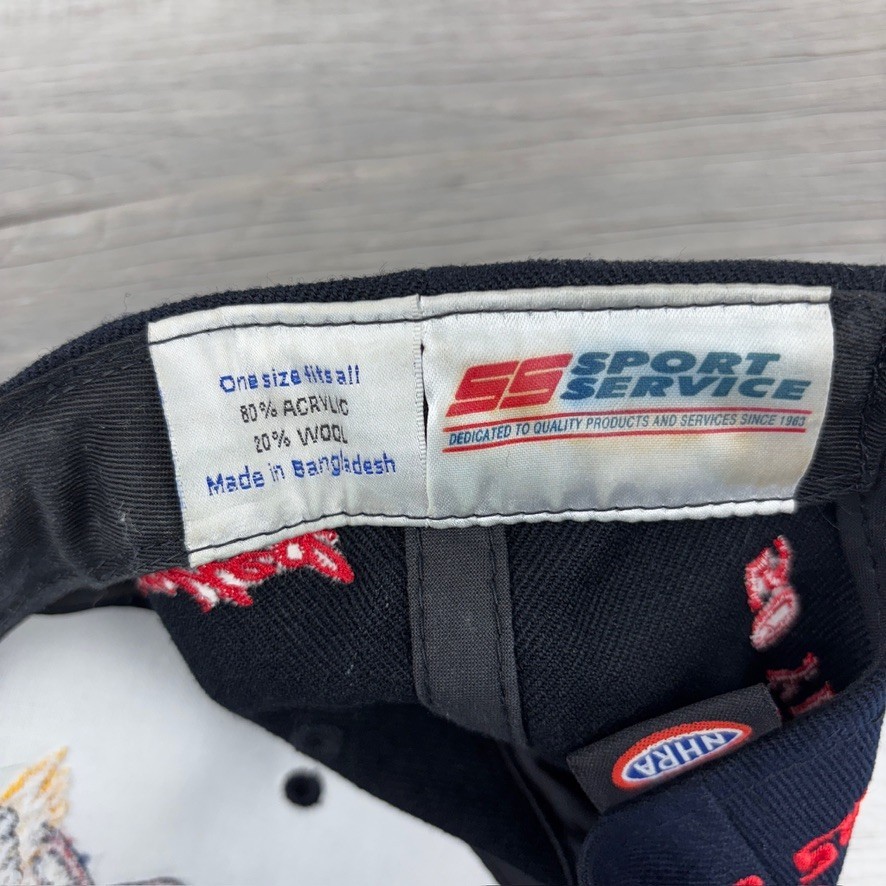 One size fits all
80% ACRYLIC
20% WOOL
Made in Bangladesh
SS SPORT
SERVICE
DEDICATED TO QUALITY PRODUCTS AND SERVICES SINCE 1963
NHRA